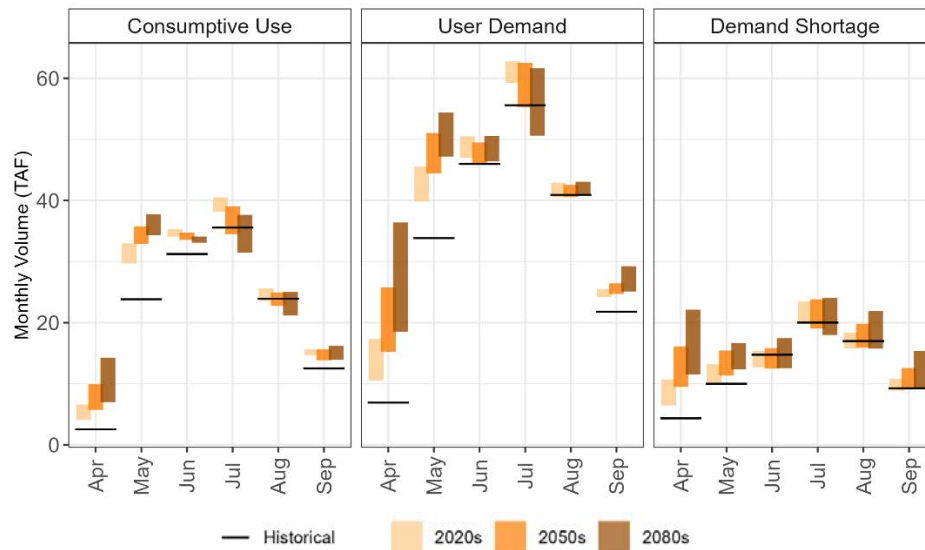 Consumptive Use User Demand Demand Shortage
Monthly Volume (TAF)
60
40
20
0
Apr May Jun Jul Aug Sep Apr May Jun Jul Aug Sep Apr May Jun Jul Aug Sep
Historical 2020s 2050s 2080s